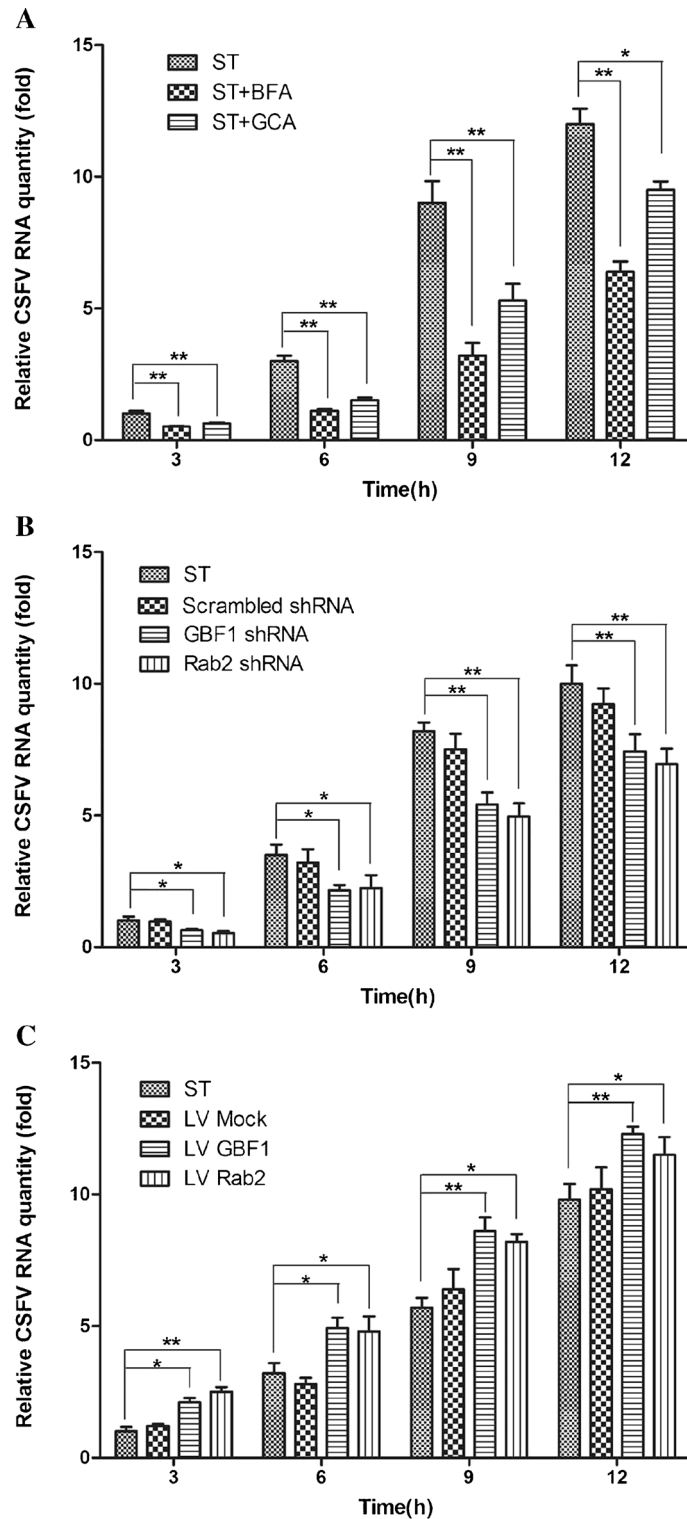 A
Relative CSFV RNA quantity (fold)
15
10
5
0
ST
ST+BFA
ST+GCA
**
**
**
**
**
**
*
**
3
6
9
12
Time(h)
B
Relative CSFV RNA quantity (fold)
15
10
5
0
ST
Scrambled shRNA
GBF1 shRNA
Rab2 shRNA
*
*
*
*
**
**
**
**
3
6
9
12
Time(h)
C
Relative CSFV RNA quantity (fold)
15
10
5
0
ST
LV Mock
LV GBF1
LV Rab2
**
*
*
*
*
**
*
**
3
6
9
12
Time(h)